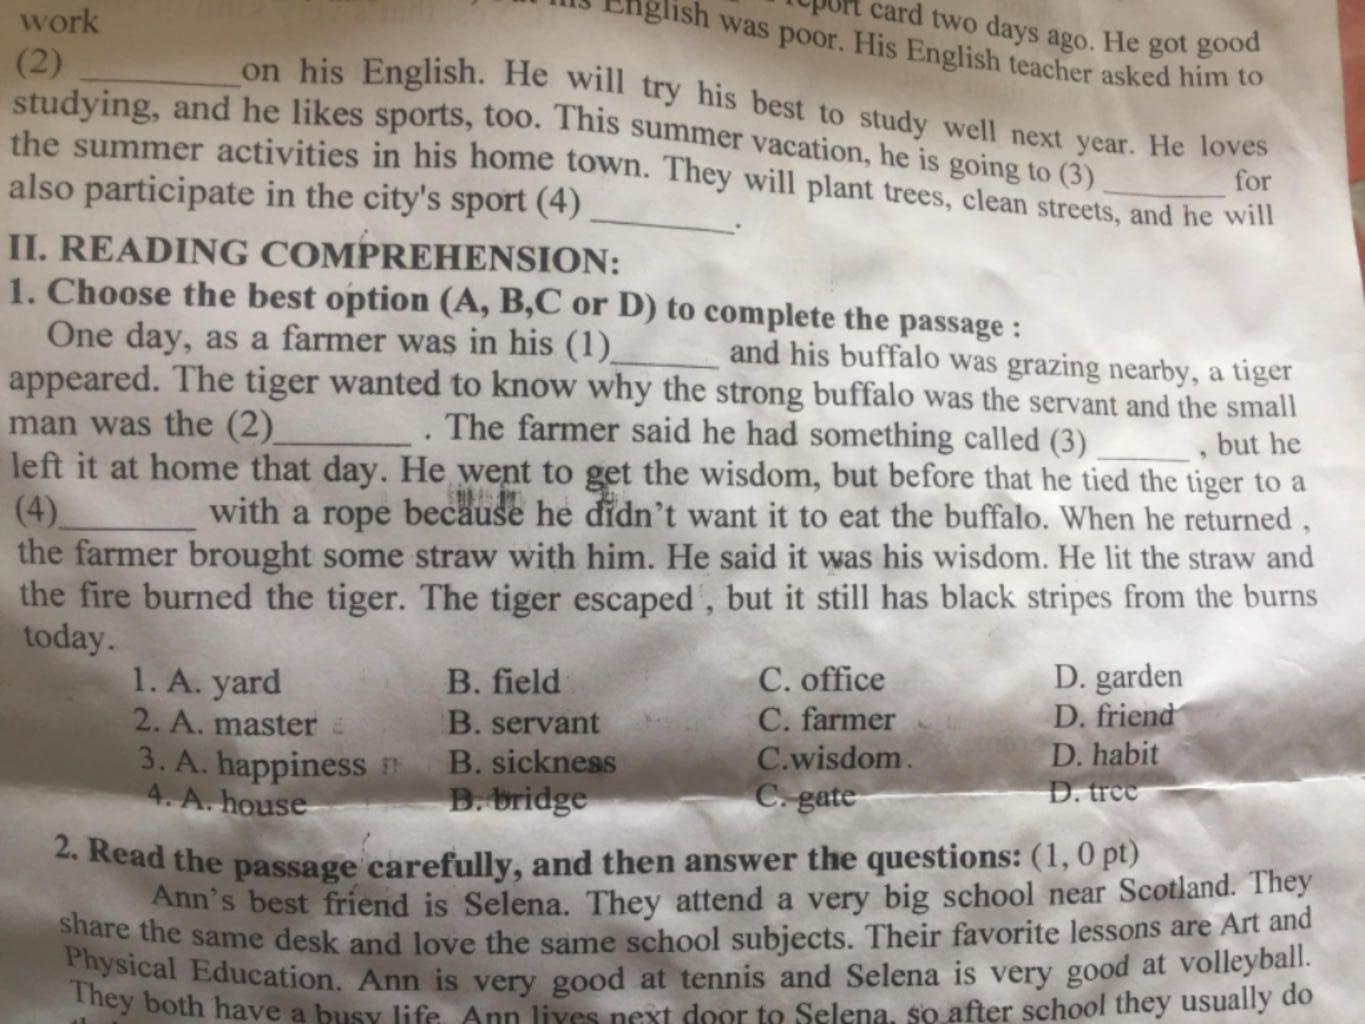 report card two days ago. He got good
work English was poor. His English teacher asked him to
(2) ________ on his English. He will try his best to study well next year. He loves
studying, and he likes sports, too. This summer vacation, he is going to (3) ________ for
the summer activities in his home town. They will plant trees, clean streets, and he will
also participate in the city's sport (4) ________.
II. READING COMPREHENSION:
1. Choose the best option (A, B,C or D) to complete the passage :
One day, as a farmer was in his (1)______ and his buffalo was grazing nearby, a tiger
appeared. The tiger wanted to know why the strong buffalo was the servant and the small
man was the (2)________ . The farmer said he had something called (3) ______ , but he
left it at home that day. He went to get the wisdom, but before that he tied the tiger to a
(4)________ with a rope because he didn't want it to eat the buffalo. When he returned ,
the farmer brought some straw with him. He said it was his wisdom. He lit the straw and
the fire burned the tiger. The tiger escaped , but it still has black stripes from the burns
today.
1. A. yard B. field C. office D. garden
2. A. master B. servant C. farmer D. friend
3. A. happiness B. sickness C.wisdom. D. habit
4. A. house B. bridge C. gate D. tree
2. Read the passage carefully, and then answer the questions: (1, 0 pt)
Ann's best friend is Selena. They attend a very big school near Scotland. They
share the same desk and love the same school subjects. Their favorite lessons are Art and
Physical Education. Ann is very good at tennis and Selena is very good at volleyball.
They both have a busy life. Ann lives next door to Selena, so after school they usually do